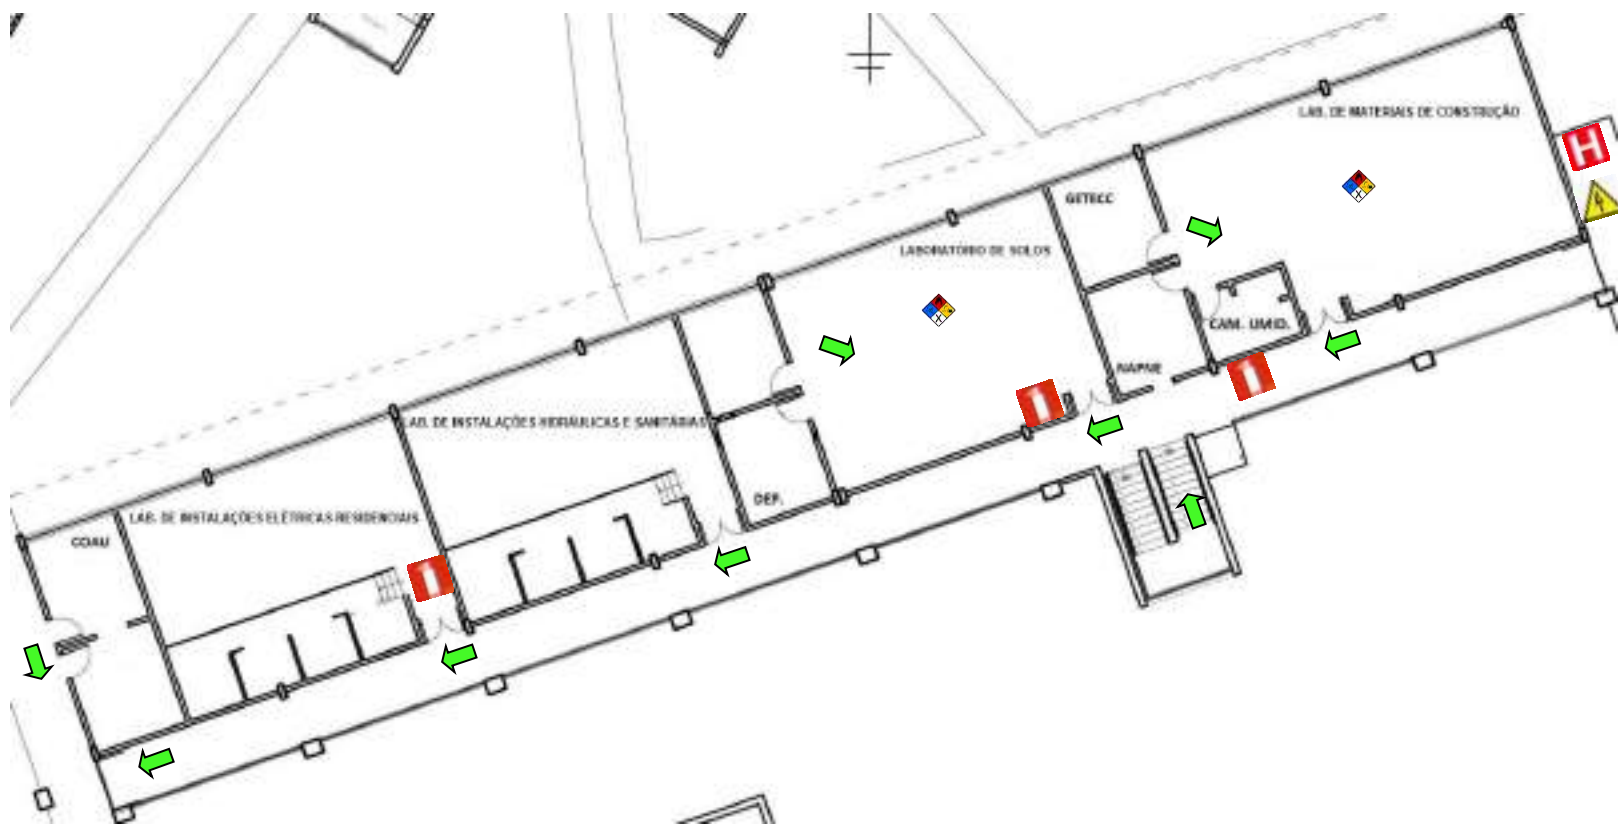 LAB. DE MATERIAIS DE CONSTRUÇÃO
H
GETECC
LABORATÓRIO DE SOLOS
CAM. UMID.
NAPNE
LAB. DE INSTALAÇÕES HIDRÁULICAS E SANITÁRIAS
DEP.
LAB. DE INSTALAÇÕES ELÉTRICAS RESIDENCIAIS
COAU